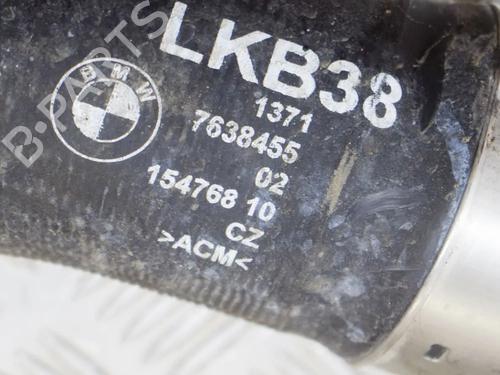 B-PARTS
LKB38
BMW
1371
7638455
02
154768 10
CZ
>ACM<